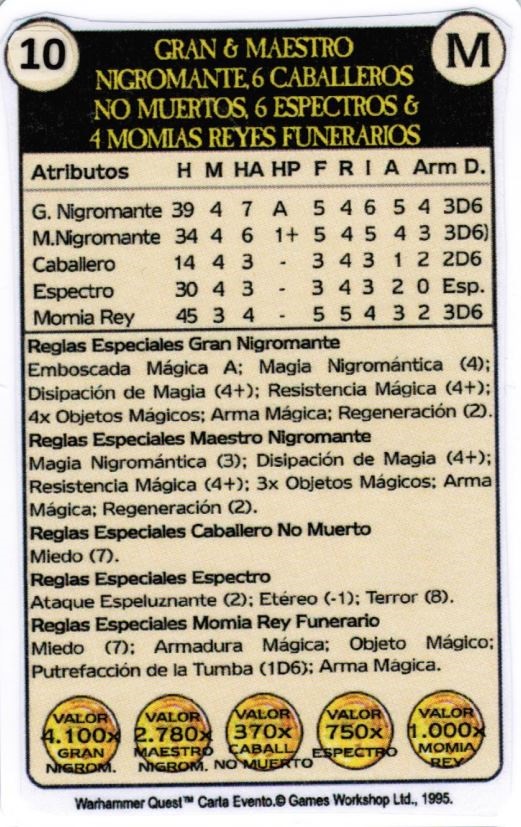 10
M
GRAN & MAESTRO
NIGROMANTE, 6 CABALLEROS
NO MUERTOS, 6 ESPECTROS &
4 MOMIAS REYES FUNERARIOS
Atributos H M HA HP F R I A Arm D.
G. Nigromante 39 4 7 A 5 4 6 5 4 3D6
M.Nigromante 34 4 6 1+ 5 4 5 4 3 3D6)
Caballero 14 4 3 - 3 4 3 1 2 2D6
Espectro 30 4 3 - 3 4 3 2 0 Esp.
Momia Rey 45 3 4 - 5 5 4 3 2 3D6
Reglas Especiales Gran Nigromante
Emboscada Mágica A; Magia Nigromántica (4);
Disipación de Magia (4+); Resistencia Mágica (4+);
4x Objetos Mágicos; Arma Mágica; Regeneración (2).
Reglas Especiales Maestro Nigromante
Magia Nigromántica (3); Disipación de Magia (4+);
Resistencia Mágica (4+); 3x Objetos Mágicos; Arma
Mágica; Regeneración (2).
Reglas Especiales Caballero No Muerto
Miedo (7).
Reglas Especiales Espectro
Ataque Espeluznante (2); Etéreo (-1); Terror (8).
Reglas Especiales Momia Rey Funerario
Miedo (7); Armadura Mágica; Objeto Mágico;
Putrefacción de la Tumba (1D6); Arma Mágica.
VALOR
4.100x
GRAN
NIGROM.
VALOR
2.780x
MAESTRO
NIGROM.
VALOR
370x
CABALL
NO MUERTO
VALOR
750x
ESPECTRO
VALOR
1.000x
MOMIA
REY
Warhammer Quest™ Carta Evento.© Games Workshop Ltd., 1995.